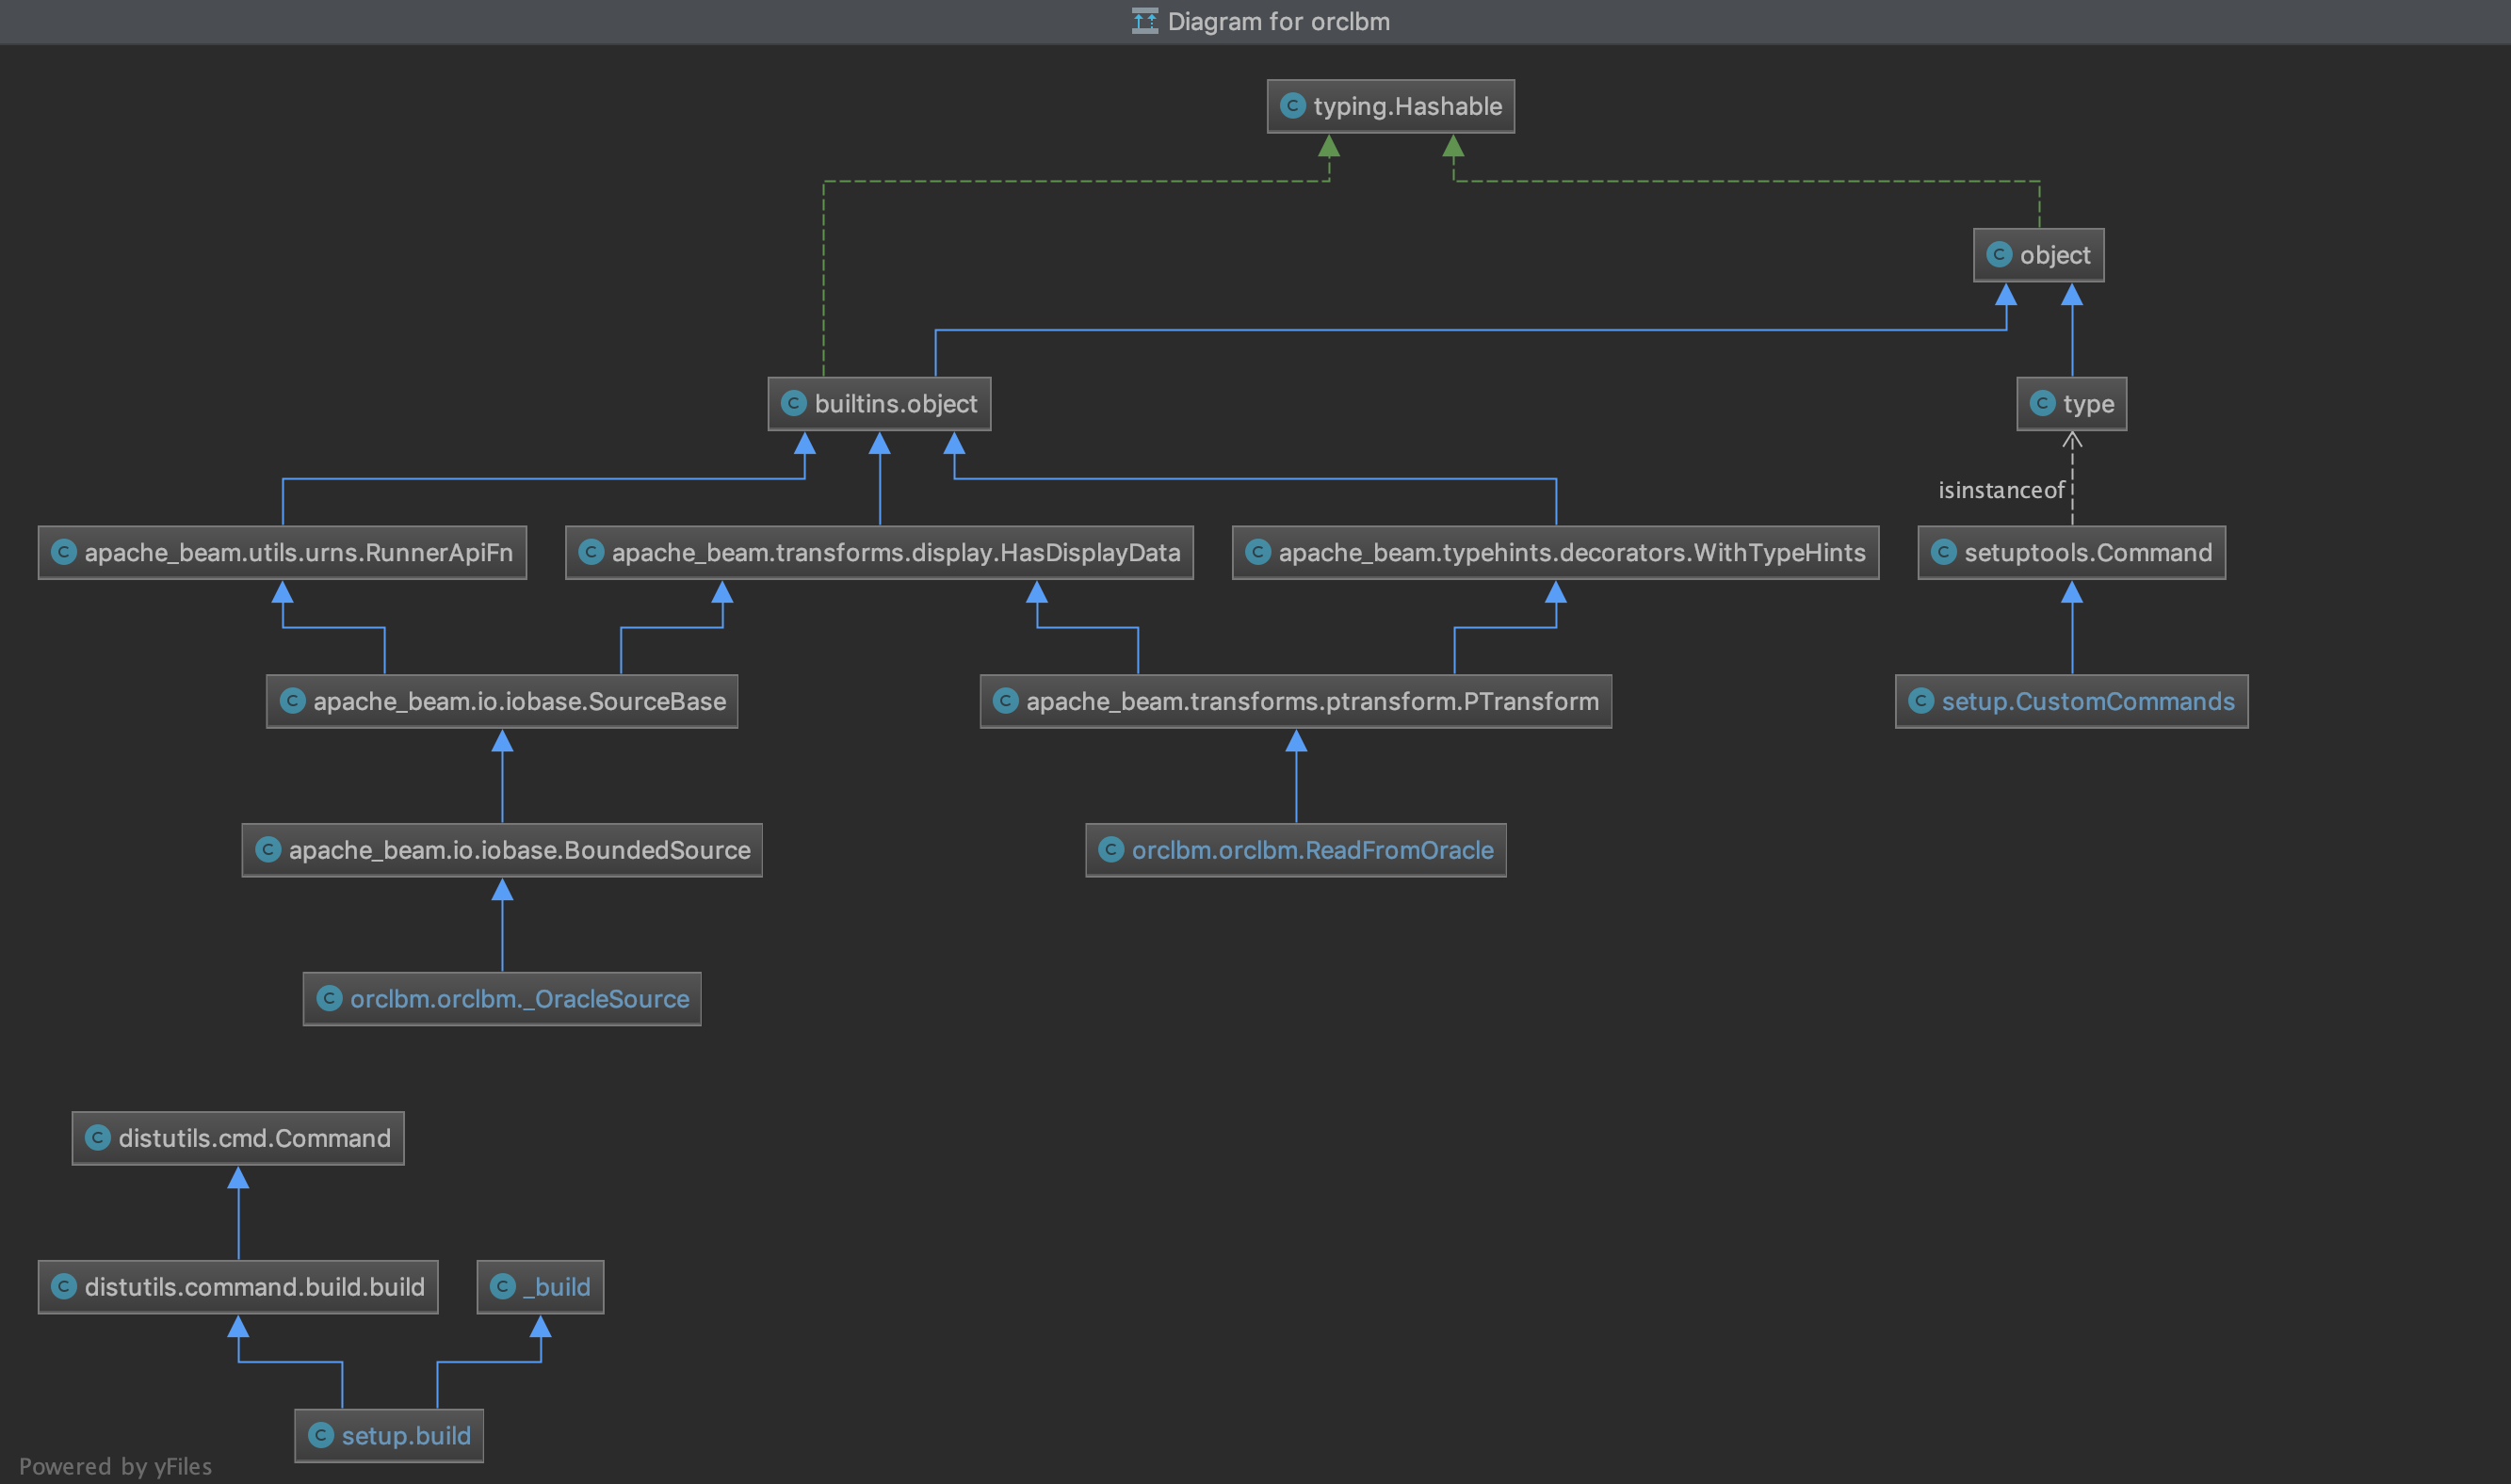 Diagram for orclbm
C typing.Hashable
C object
C builtins.object
C type
isinstanceof
C apache_beam.utils.urns.RunnerApiFn
C apache_beam.transforms.display.HasDisplayData
C apache_beam.typehints.decorators.WithTypeHints
C setuptools.Command
C apache_beam.io.iobase.SourceBase
C apache_beam.transforms.ptransform.PTransform
C setup.CustomCommands
C apache_beam.io.iobase.BoundedSource
C orclbm.orclbm.ReadFromOracle
C orclbm.orclbm._OracleSource
C distutils.cmd.Command
C distutils.command.build.build
C _build
C setup.build
Powered by yFiles